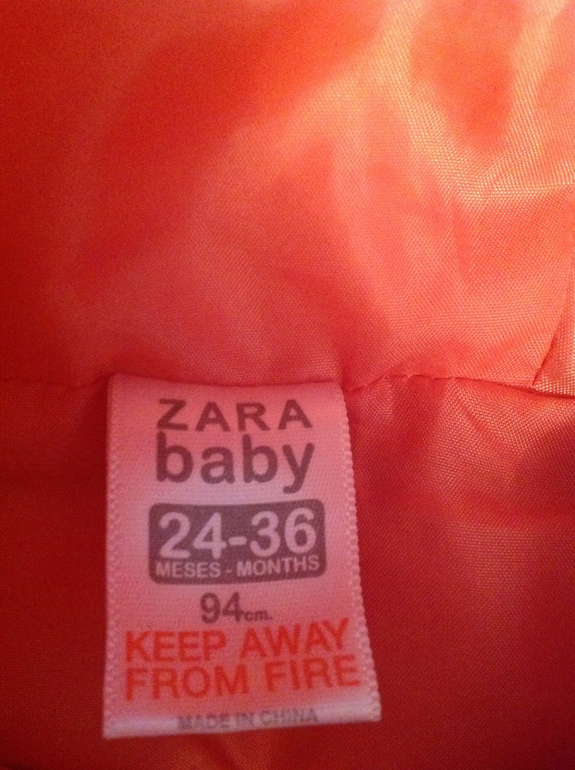 ZARA
baby
24-36
MESES - MONTHS
94cm.
KEEP AWAY
FROM FIRE
MADE IN CHINA